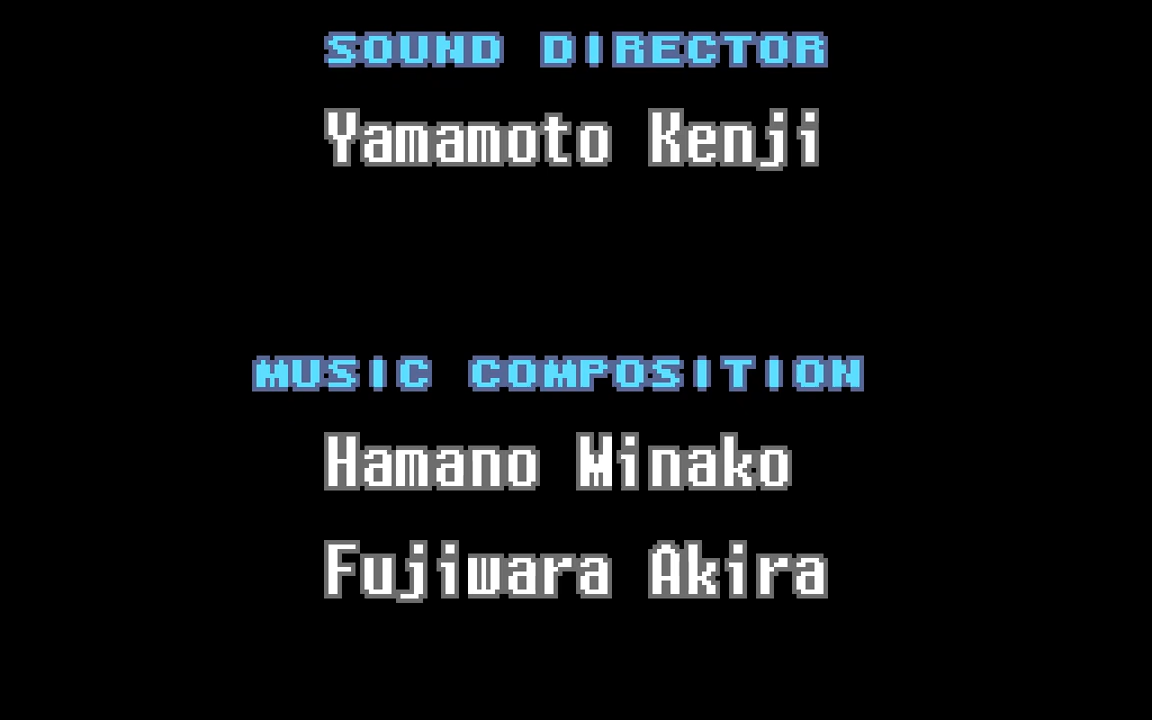 SOUND DIRECTOR
Yamamoto Kenji
MUSIC COMPOSITION
Hamano Minako
Fujiwara Akira